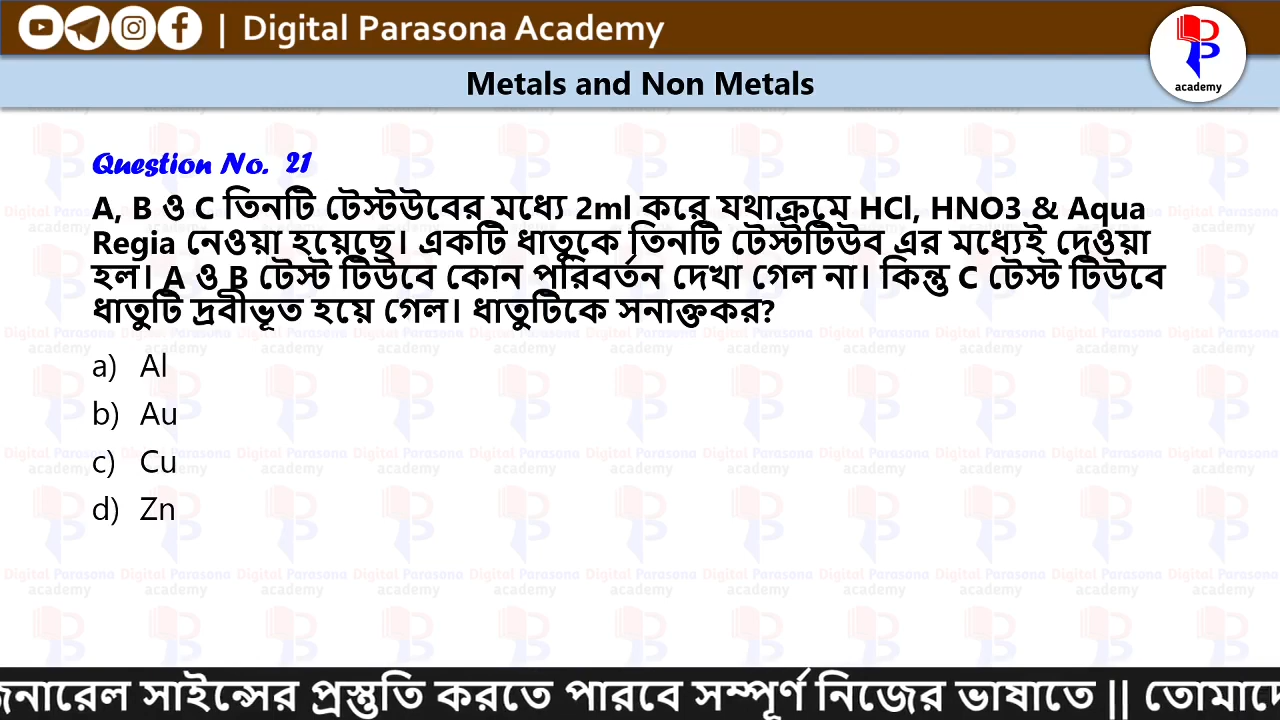 | Digital Parasona Academy
academy
Metals and Non Metals
Question No. 21
A, B ও C তিনটি টেস্টউবের মধ্যে 2ml করে যথাক্রমে HCl, HNO3 & Aqua
Regia নেওয়া হয়েছে। একটি ধাতুকে তিনটি টেস্টটিউব এর মধ্যেই দেওয়া
হল। A ও B টেস্ট টিউবে কোন পরিবর্তন দেখা গেল না। কিন্তু C টেস্ট টিউবে
ধাতুটি দ্রবীভূত হয়ে গেল। ধাতুটিকে সনাক্তকর?
a) Al
b) Au
c) Cu
d) Zn
জেনারেল সাইন্সের প্রস্তুতি করতে পারবে সম্পূর্ণ নিজের ভাষাতে || তোমাদে